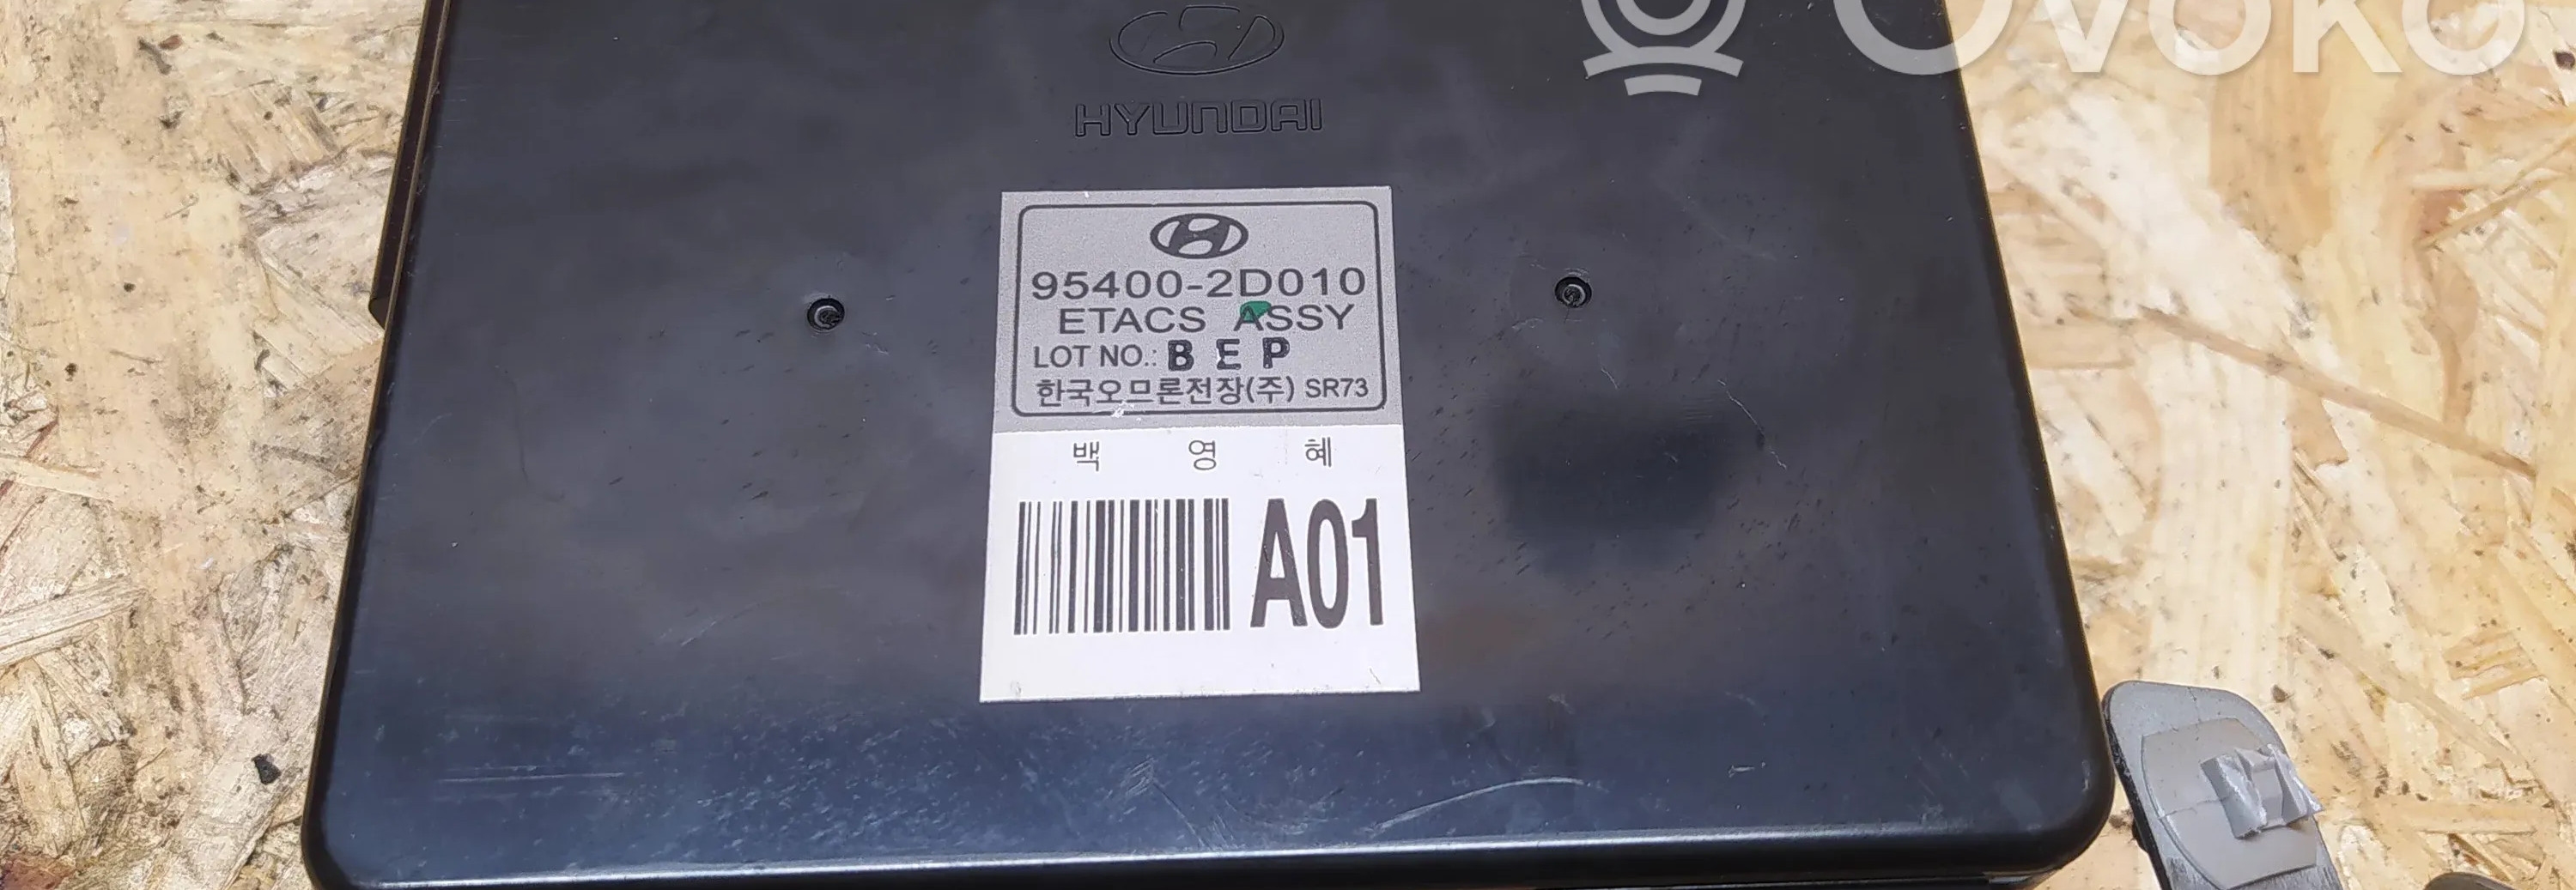 OVOKO
HYUNDAI
95400-2D010
ETACS ASSY
LOT NO.: B E P
한국오므론전장(주) SR73
백 영 혜
A01